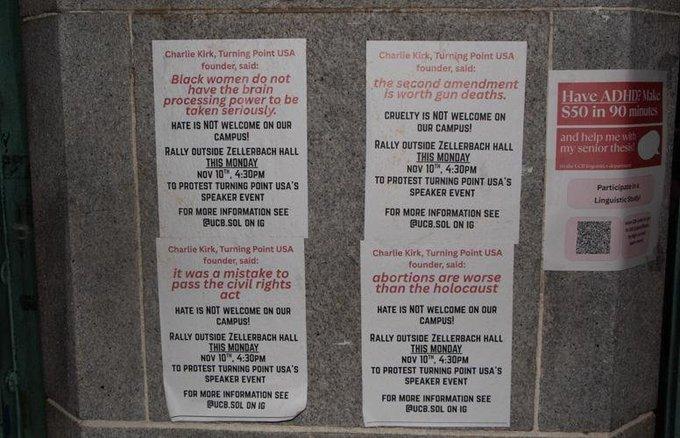 Charlie Kirk, Turning Point USA
founder, said:
Black women do not
have the brain
processing power to be
taken seriously.
HATE IS NOT WELCOME ON OUR
CAMPUS!
RALLY OUTSIDE ZELLERBACH HALL
THIS MONDAY
NOV 10TH, 4:30PM
TO PROTEST TURNING POINT USA'S
SPEAKER EVENT
FOR MORE INFORMATION SEE
@UCB.SOL ON IG
Charlie Kirk, Turning Point USA
founder, said:
the second amendment
is worth gun deaths.
CRUELTY IS NOT WELCOME ON
OUR CAMPUS!
RALLY OUTSIDE ZELLERBACH HALL
THIS MONDAY
NOV 10TH, 4:30PM
TO PROTEST TURNING POINT USA'S
SPEAKER EVENT
FOR MORE INFORMATION SEE
@UCB.SOL ON IG
Have ADHD? Make
$50 in 90 minutes
and help me with
my senior thesis!
Participate in a
Linguistic Study!
Charlie Kirk, Turning Point USA
founder, said:
it was a mistake to
pass the civil rights
act
HATE IS NOT WELCOME ON OUR
CAMPUS!
RALLY OUTSIDE ZELLERBACH HALL
THIS MONDAY
NOV 10TH, 4:30PM
TO PROTEST TURNING POINT USA'S
SPEAKER EVENT
FOR MORE INFORMATION SEE
@UCB.SOL ON IG
Charlie Kirk, Turning Point USA
founder, said:
abortions are worse
than the holocaust
HATE IS NOT WELCOME ON OUR
CAMPUS!
RALLY OUTSIDE ZELLERBACH HALL
THIS MONDAY
NOV 10TH, 4:30PM
TO PROTEST TURNING POINT USA'S
SPEAKER EVENT
FOR MORE INFORMATION SEE
@UCB.SOL ON IG